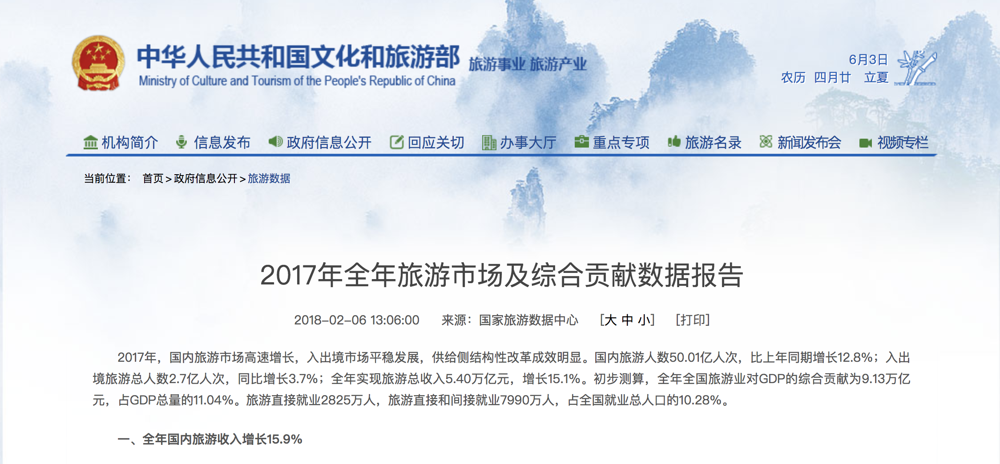 中华人民共和国文化和旅游部
旅游事业 旅游产业
Ministry of Culture and Tourism of the People's Republic of China
6月3日
农历 四月廿 立夏
机构简介 信息发布 政府信息公开 回应关切 办事大厅 重点专项 旅游名录 新闻发布会 视频专栏
当前位置： 首页 > 政府信息公开 > 旅游数据
2017年全年旅游市场及综合贡献数据报告
2018-02-06 13:06:00 来源：国家旅游数据中心 [大 中 小] [打印]
2017年，国内旅游市场高速增长，入出境市场平稳发展，供给侧结构性改革成效明显。国内旅游人数50.01亿人次，比上年同期增长12.8%；入出
境旅游总人数2.7亿人次，同比增长3.7%；全年实现旅游总收入5.40万亿元，增长15.1%。初步测算，全年全国旅游业对GDP的综合贡献为9.13万亿
元，占GDP总量的11.04%。旅游直接就业2825万人，旅游直接和间接就业7990万人，占全国就业总人口的10.28%。
一、全年国内旅游收入增长15.9%